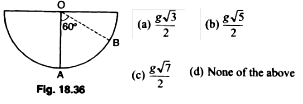 O
60°
B
A
Fig. 18.36
(a) g√3/2 (b) g√5/2
(c) g√7/2 (d) None of the above